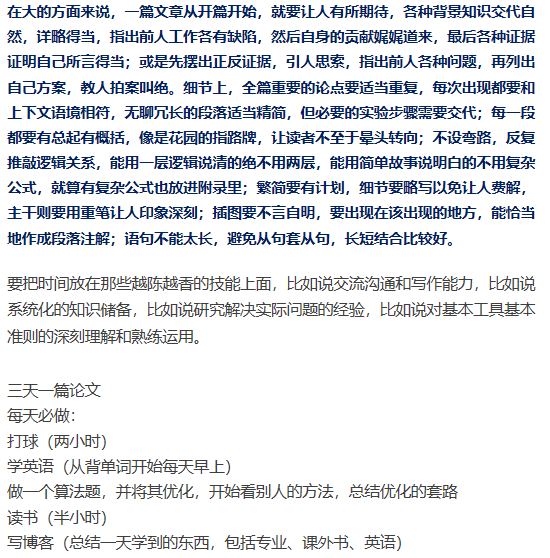 在大的方面来说，一篇文章从开篇开始，就要让人有所期待，各种背景知识交代自
然，详略得当，指出前人工作各有缺陷，然后自身的贡献娓娓道来，最后各种证据
证明自己所言得当；或是先摆出正反证据，引人思索，指出前人各种问题，再列出
自己方案，教人拍案叫绝。细节上，全篇重要的论点要适当重复，每次出现都要和
上下文语境相符，无聊冗长的段落适当精简，但必要的实验步骤需要交代；每一段
都要有总起有概括，像是花园的指路牌，让读者不至于晕头转向；不设弯路，反复
推敲逻辑关系，能用一层逻辑说清的绝不用两层，能用简单故事说明白的不用复杂
公式，就算有复杂公式也放进附录里；繁简要有计划，细节要略写以免让人费解，
主干则要用重笔让人印象深刻；插图要不言自明，要出现在该出现的地方，能恰当
地作成段落注解；语句不能太长，避免从句套从句，长短结合比较好。
要把时间放在那些越陈越香的技能上面，比如说交流沟通和写作能力，比如说
系统化的知识储备，比如说研究解决实际问题的经验，比如说对基本工具基本
准则的深刻理解和熟练运用。
三天一篇论文
每天必做：
打球（两小时）
学英语（从背单词开始每天早上）
做一个算法题，并将其优化，开始看别人的方法，总结优化的套路
读书（半小时）
写博客（总结一天学到的东西，包括专业、课外书、英语）